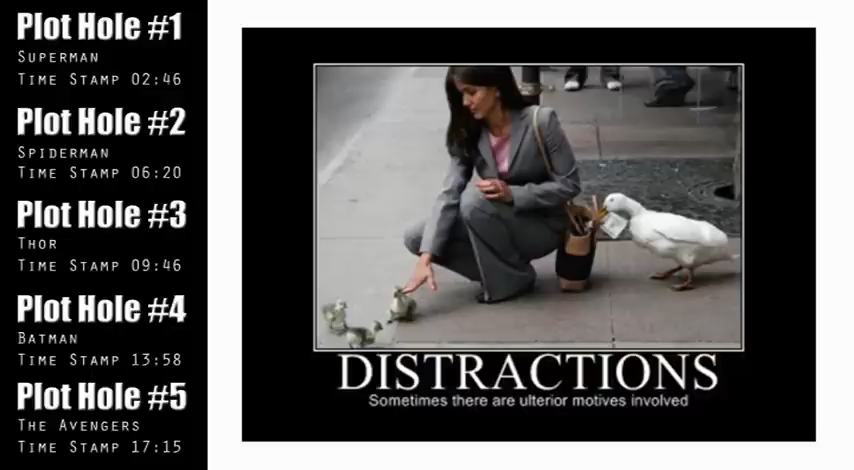 Plot Hole #1
Superman
Time Stamp 02:46
Plot Hole #2
Spiderman
Time Stamp 06:20
Plot Hole #3
Thor
Time Stamp 09:46
Plot Hole #4
Batman
Time Stamp 13:58
Plot Hole #5
The Avengers
Time Stamp 17:15
DISTRACTIONS
Sometimes there are ulterior motives involved